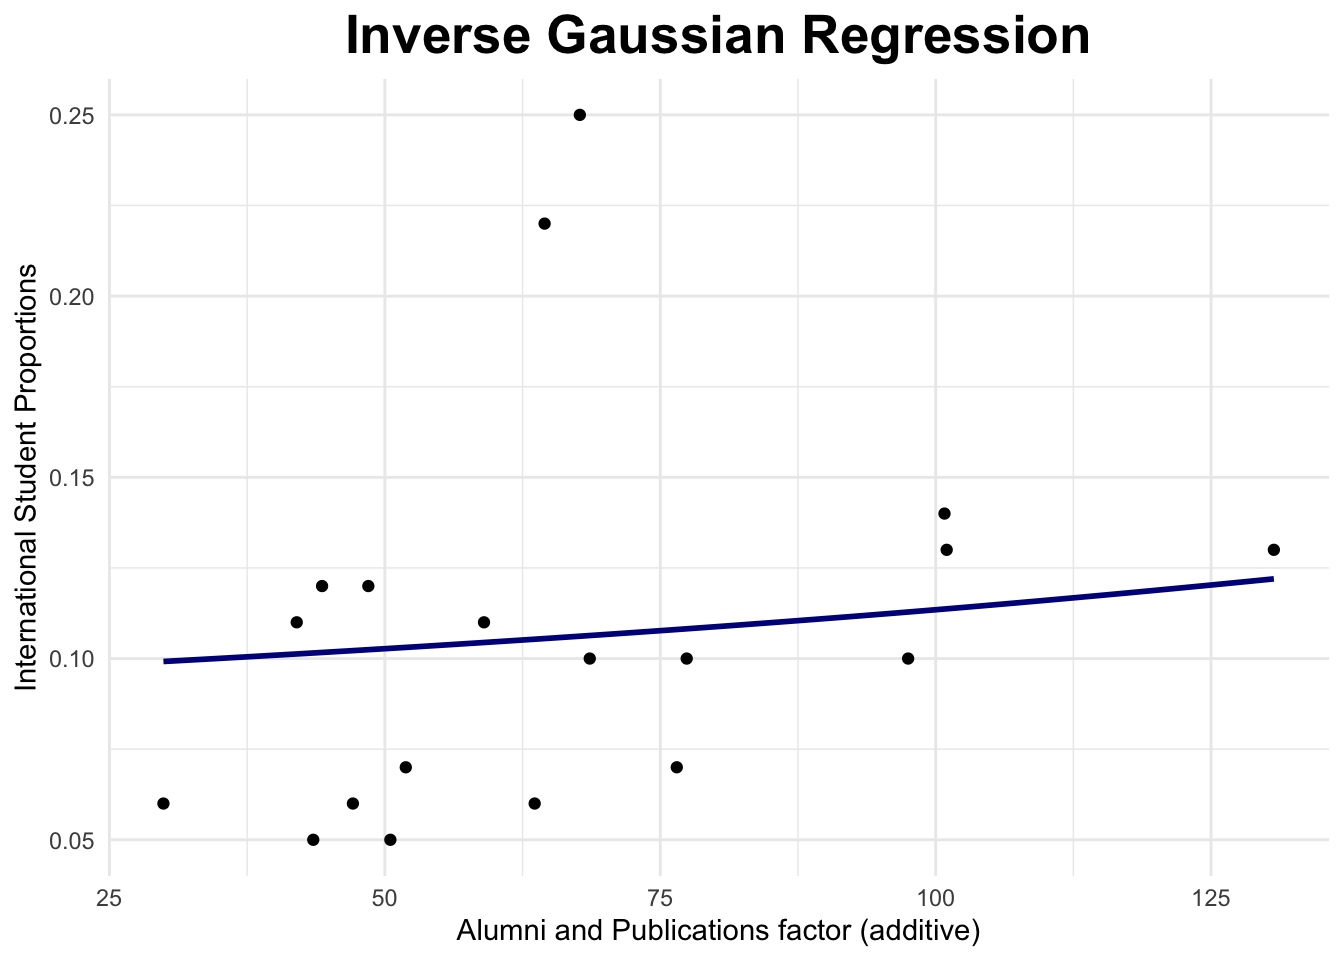 Inverse Gaussian Regression
International Student Proportions
0.25
0.20
0.15
0.10
0.05
25 50 75 100 125
Alumni and Publications factor (additive)